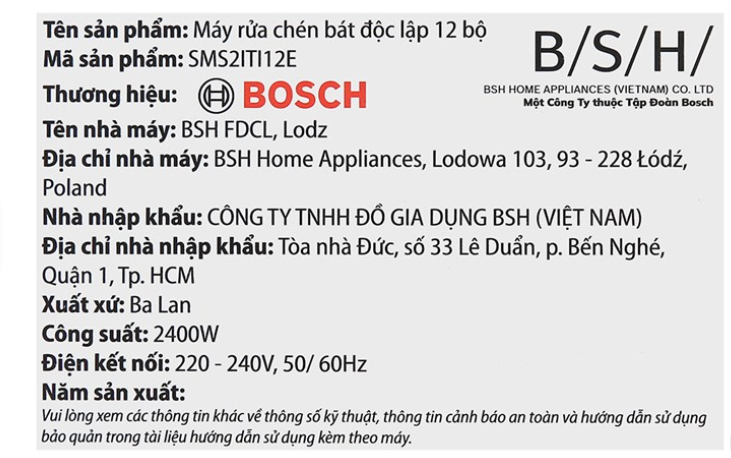 Tên sản phẩm: Máy rửa chén bát độc lập 12 bộ
Mã sản phẩm: SMS2ITI12E
Thương hiệu: BOSCH
B/S/H/
BSH HOME APPLIANCES (VIETNAM) CO. LTD
Một Công Ty thuộc Tập Đoàn Bosch
Tên nhà máy: BSH FDCL, Lodz
Địa chỉ nhà máy: BSH Home Appliances, Lodowa 103, 93 - 228 Łódź,
Poland
Nhà nhập khẩu: CÔNG TY TNHH ĐỒ GIA DỤNG BSH (VIỆT NAM)
Địa chỉ nhà nhập khẩu: Tòa nhà Đức, số 33 Lê Duẩn, p. Bến Nghé,
Quận 1, Tp. HCM
Xuất xứ: Ba Lan
Công suất: 2400W
Điện kết nối: 220 - 240V, 50/ 60Hz
Năm sản xuất:
Vui lòng xem các thông tin khác về thông số kỹ thuật, thông tin cảnh báo an toàn và hướng dẫn sử dụng
bảo quản trong tài liệu hướng dẫn sử dụng kèm theo máy.